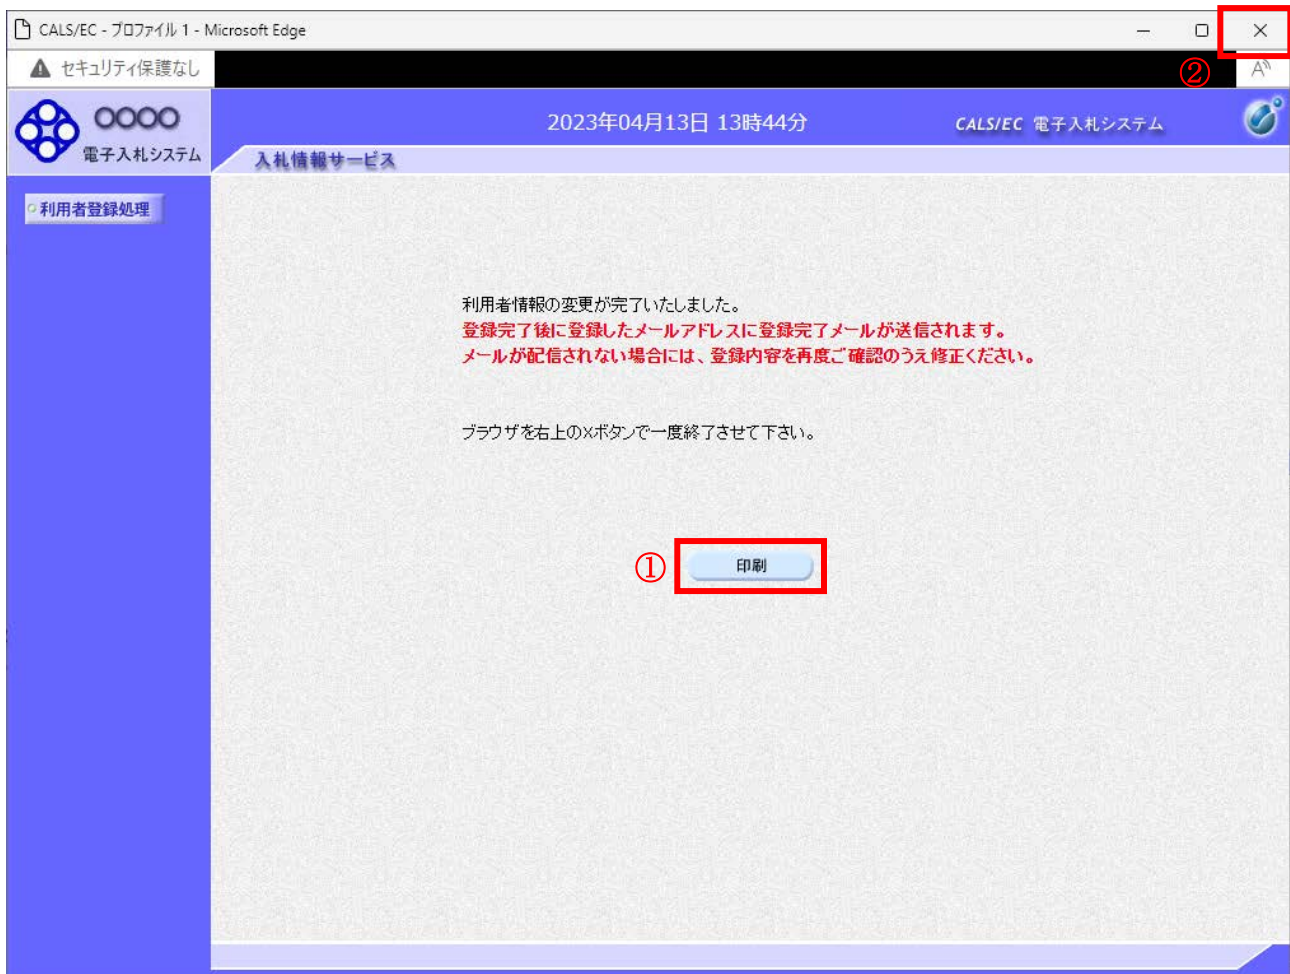 CALS/EC - プロファイル 1 - Microsoft Edge
セキュリティ保護なし
②
A
〇〇〇〇
電子入札システム
2023年04月13日 13時44分
CALS/EC 電子入札システム
入札情報サービス
利用者登録処理
利用者情報の変更が完了いたしました。
登録完了後に登録したメールアドレスに登録完了メールが送信されます。
メールが配信されない場合には、登録内容を再度ご確認のうえ修正ください。
ブラウザを右上の×ボタンで一度終了させて下さい。
① 印刷